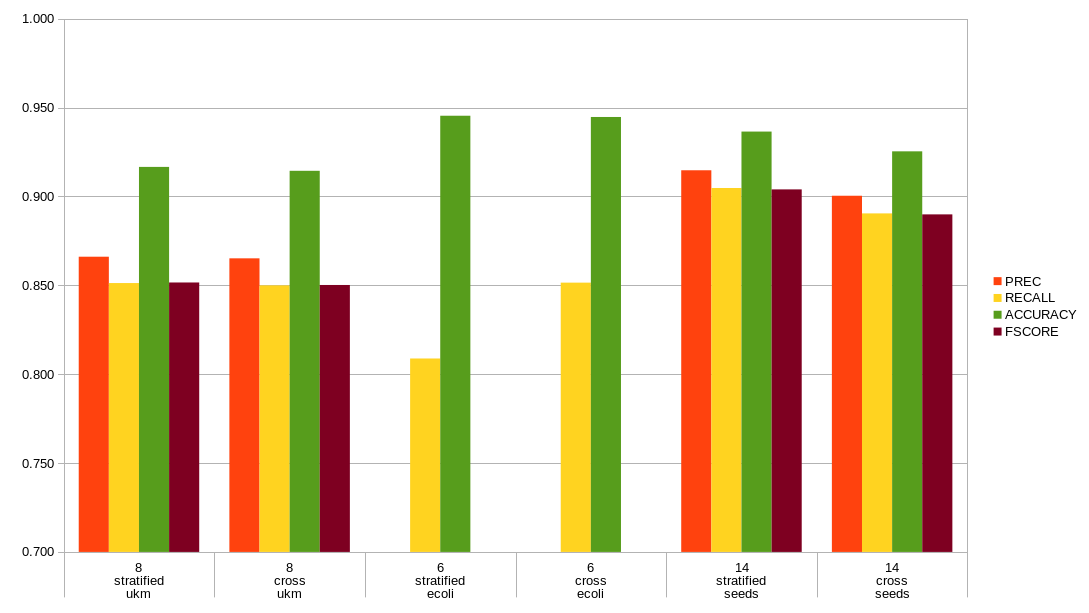 1.000
0.950
0.900
0.850
0.800
0.750
0.700
8
stratified
ukm
8
cross
ukm
6
stratified
ecoli
6
cross
ecoli
14
stratified
seeds
14
cross
seeds
PREC
RECALL
ACCURACY
FSCORE